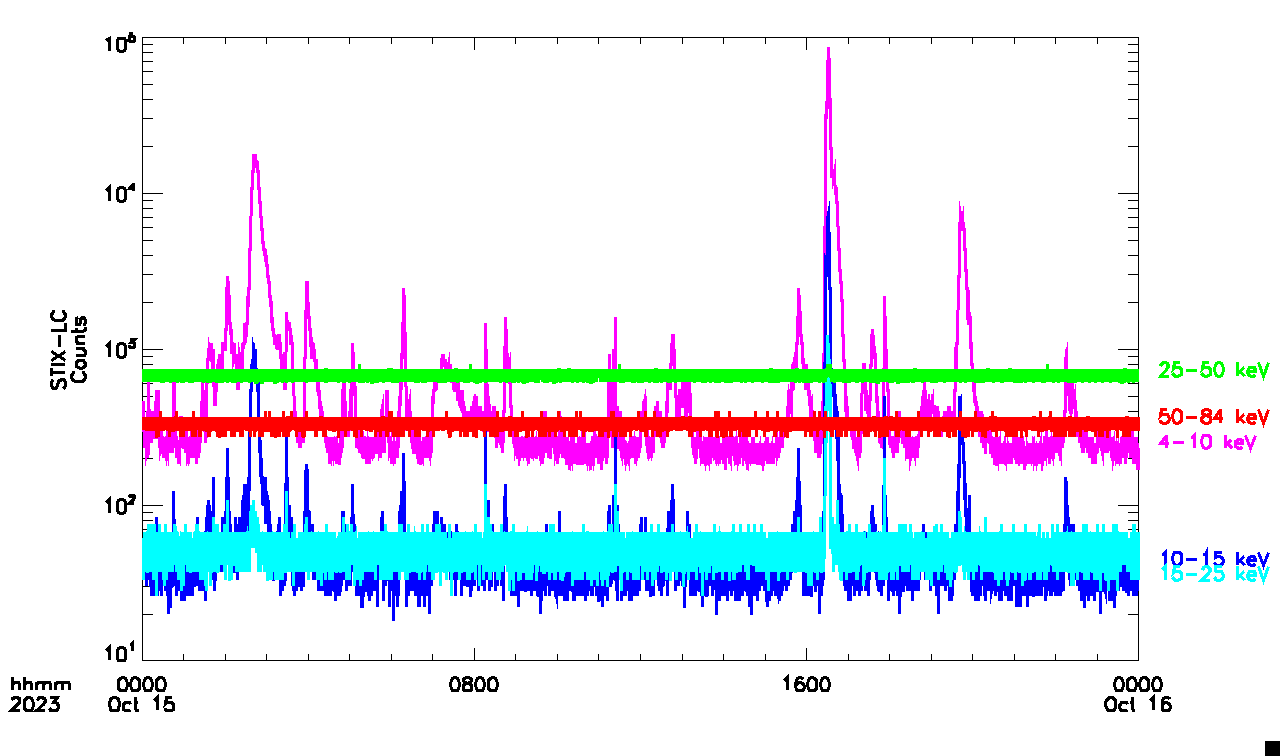 10^5
10^4
10^3
10^2
10^1
STIX-LC
Counts
25-50 keV
50-84 keV
4-10 keV
10-15 keV
15-25 keV
hhmm 0000 0800 1600 0000
2023 Oct 15 Oct 16